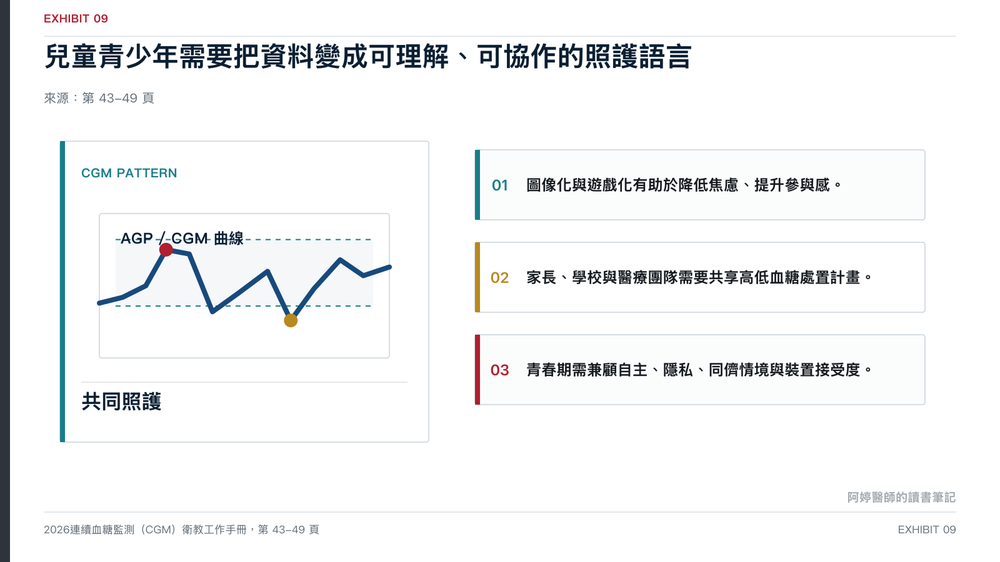 EXHIBIT 09
兒童青少年需要把資料變成可理解、可協作的照護語言
來源：第 43–49 頁
CGM PATTERN
AGP / CGM 曲線
共同照護
01 圖像化與遊戲化有助於降低焦慮、提升參與感。
02 家長、學校與醫療團隊需要共享高低血糖處置計畫。
03 青春期需兼顧自主、隱私、同儕情境與裝置接受度。
阿婷醫師的讀書筆記
2026連續血糖監測（CGM）衛教工作手冊，第 43–49 頁
EXHIBIT 09